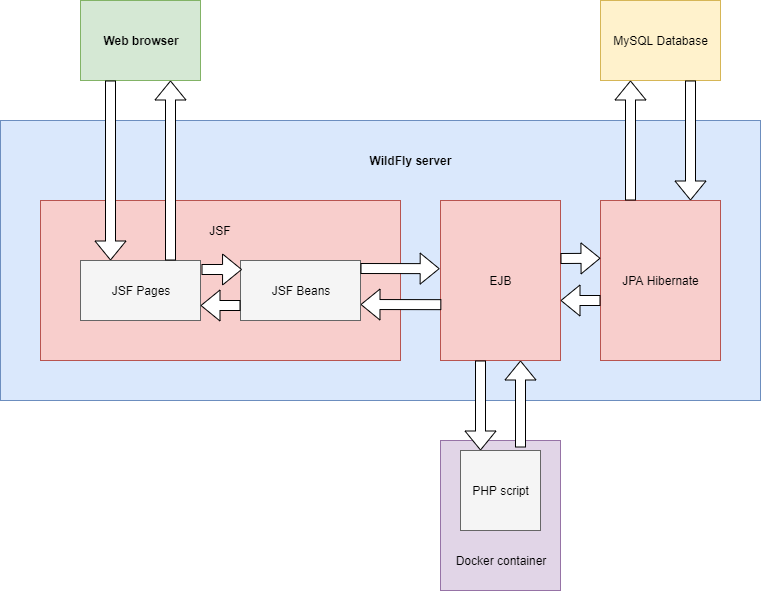 Web browser
MySQL Database
WildFly server
JSF
JSF Pages
JSF Beans
EJB
JPA Hibernate
PHP script
Docker container